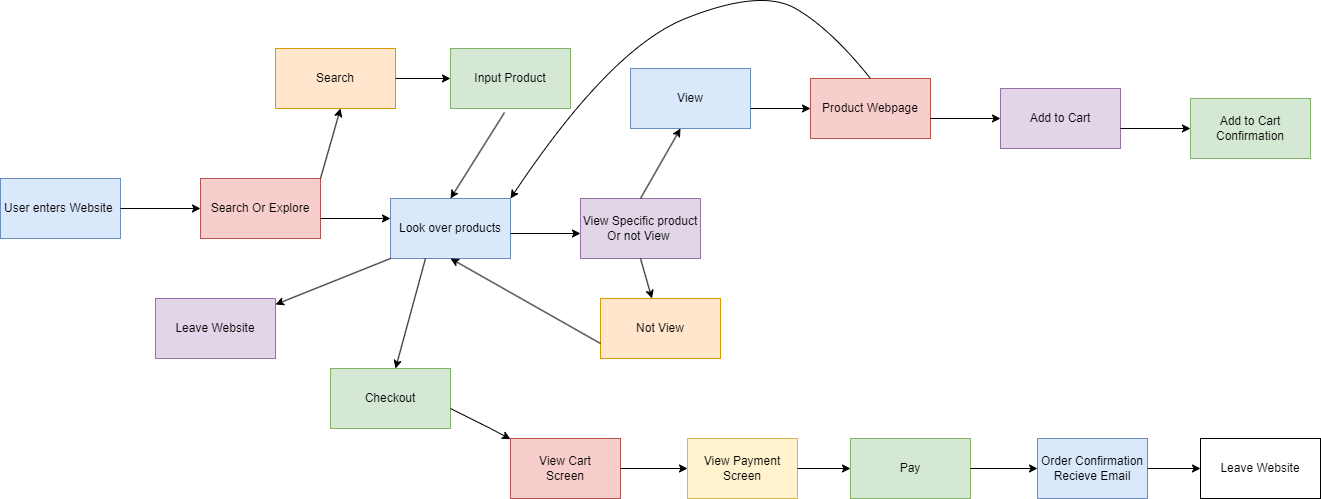 Search
Input Product
View
Product Webpage
Add to Cart
Add to Cart
Confirmation
User enters Website
Search Or Explore
Look over products
View Specific product
Or not View
Leave Website
Not View
Checkout
View Cart
Screen
View Payment
Screen
Pay
Order Confirmation
Recieve Email
Leave Website